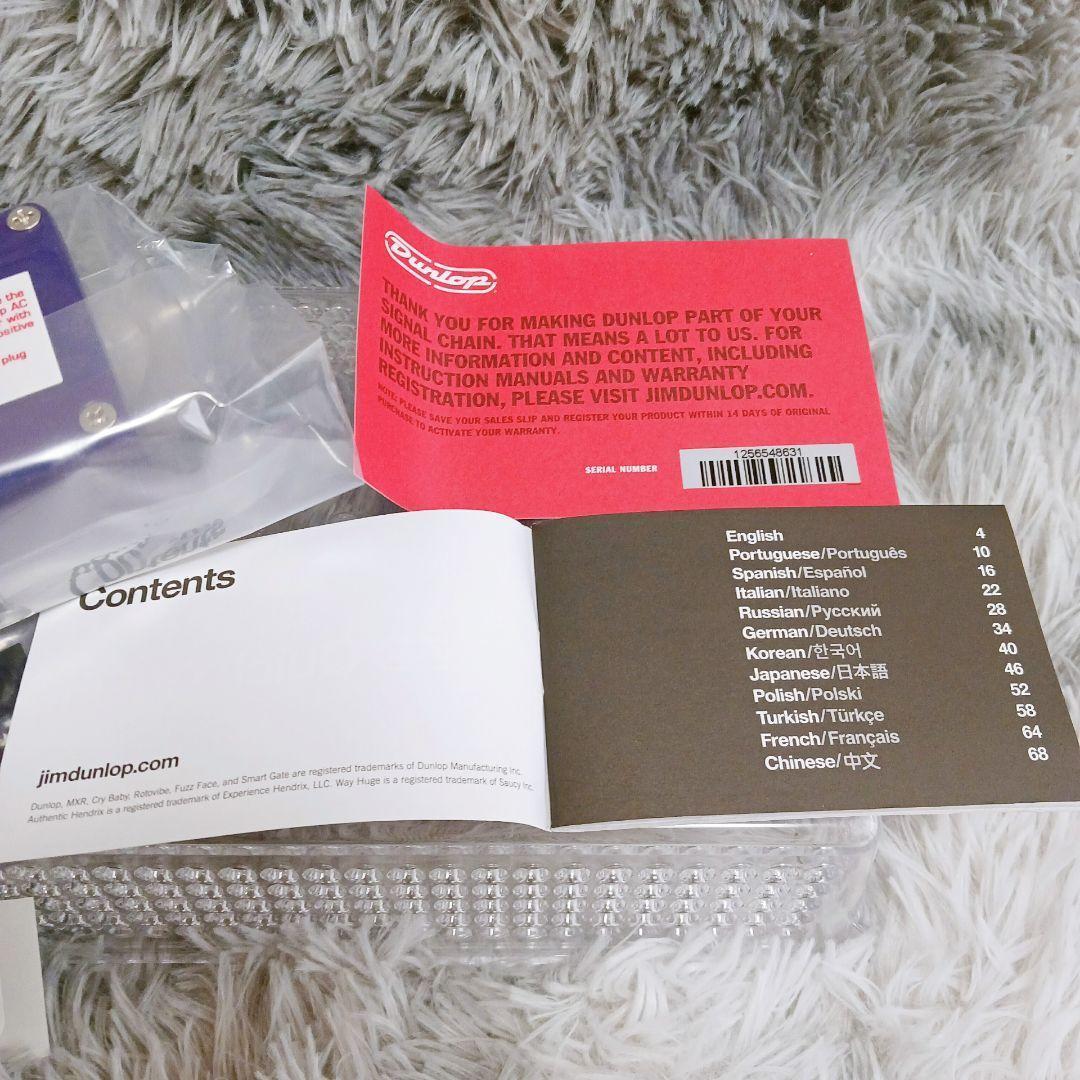 the
AC
with
positive
plug
Dunlop
THANK YOU FOR MAKING DUNLOP PART OF YOUR
SIGNAL CHAIN. THAT MEANS A LOT TO US. FOR
MORE INFORMATION AND CONTENT, INCLUDING
INSTRUCTION MANUALS AND WARRANTY
REGISTRATION, PLEASE VISIT JIMDUNLOP.COM.
NOTE: PLEASE SAVE YOUR SALES SLIP AND REGISTER YOUR PRODUCT WITHIN 14 DAYS OF ORIGINAL
PURCHASE TO ACTIVATE YOUR WARRANTY.
SERIAL NUMBER
1256548631
Contents
jimdunlop.com
Dunlop, MXR, Cry Baby, Rotovibe, Fuzz Face, and Smart Gate are registered trademarks of Dunlop Manufacturing Inc.
Authentic Hendrix is a registered trademark of Experience Hendrix, LLC. Way Huge is a registered trademark of Saucy Inc.
English 4
Portuguese/Português 10
Spanish/Español 16
Italian/Italiano 22
Russian/Русский 28
German/Deutsch 34
Korean/한국어 40
Japanese/日本語 46
Polish/Polski 52
Turkish/Türkçe 58
French/Français 64
Chinese/中文 68